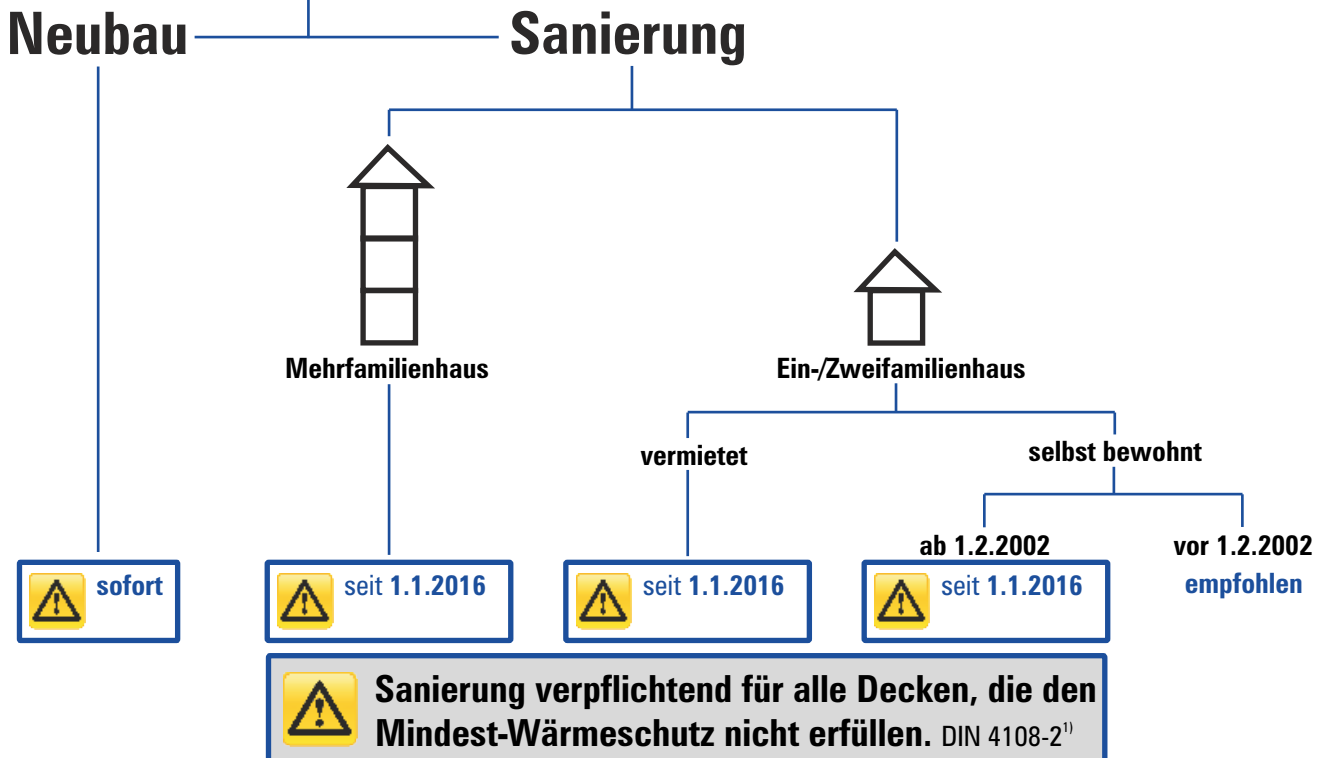 Neubau
Sanierung
Mehrfamilienhaus
Ein-/Zweifamilienhaus
vermietet
selbst bewohnt
ab 1.2.2002
vor 1.2.2002
sofort
seit 1.1.2016
seit 1.1.2016
seit 1.1.2016
empfohlen
Sanierung verpflichtend für alle Decken, die den
Mindest-Wärmeschutz nicht erfüllen. DIN 4108-2¹⁾